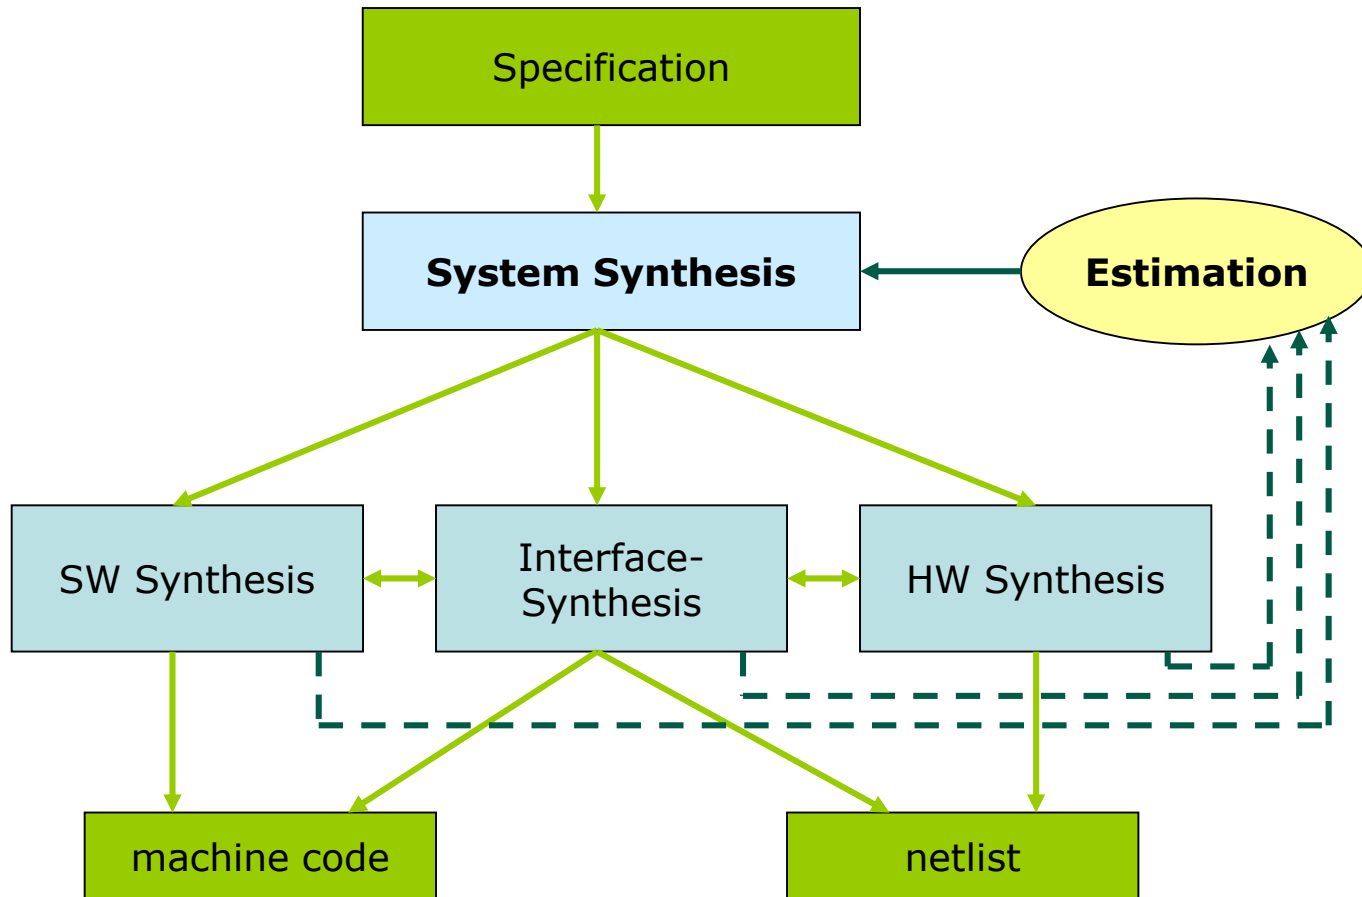 Specification
System Synthesis
Estimation
SW Synthesis
Interface-
Synthesis
HW Synthesis
machine code
netlist